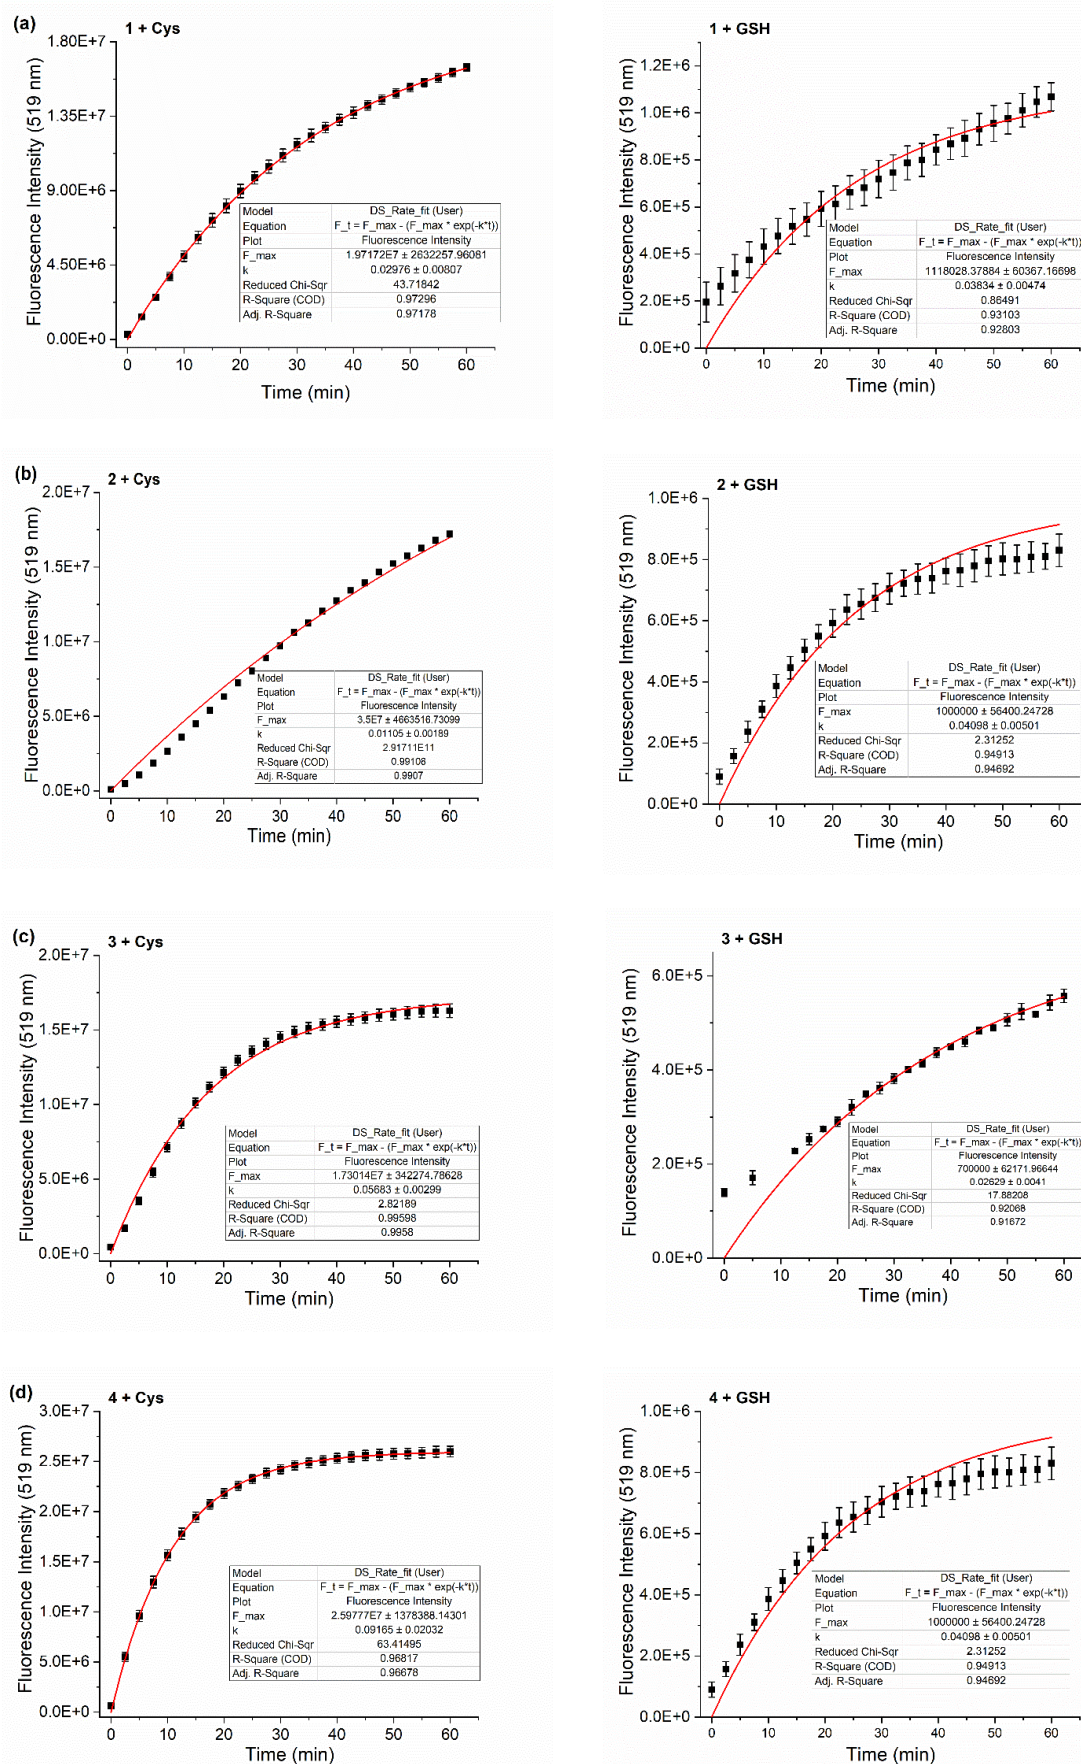 (a)
1 + Cys
Fluorescence Intensity (519 nm)
1.80E+7
1.35E+7
9.00E+6
4.50E+6
0.00E+0
Model DS_Rate_fit (User)
Equation F_t = F_max - (F_max * exp(-k*t))
Plot Fluorescence Intensity
F_max 1.97172E7 ± 2632257.96081
k 0.02976 ± 0.00807
Reduced Chi-Sqr 43.71842
R-Square (COD) 0.97296
Adj. R-Square 0.97178
0 10 20 30 40 50 60
Time (min)
1 + GSH
Fluorescence Intensity (519 nm)
1.2E+6
1.0E+6
8.0E+5
6.0E+5
4.0E+5
2.0E+5
0.0E+0
Model DS_Rate_fit (User)
Equation F_t = F_max - (F_max * exp(-k*t))
Plot Fluorescence Intensity
F_max 1118028.37884 ± 60367.16698
k 0.03834 ± 0.00474
Reduced Chi-Sqr 0.86491
R-Square (COD) 0.93103
Adj. R-Square 0.92803
0 10 20 30 40 50 60
Time (min)
(b)
2 + Cys
Fluorescence Intensity (519 nm)
2.0E+7
1.5E+7
1.0E+7
5.0E+6
0.0E+0
Model DS_Rate_fit (User)
Equation F_t = F_max - (F_max * exp(-k*t))
Plot Fluorescence Intensity
F_max 3.5E7 ± 4663516.73099
k 0.01105 ± 0.00189
Reduced Chi-Sqr 2.91711E11
R-Square (COD) 0.99108
Adj. R-Square 0.9907
0 10 20 30 40 50 60
Time (min)
2 + GSH
Fluorescence Intensity (519 nm)
1.0E+6
8.0E+5
6.0E+5
4.0E+5
2.0E+5
0.0E+0
Model DS_Rate_fit (User)
Equation F_t = F_max - (F_max * exp(-k*t))
Plot Fluorescence Intensity
F_max 1000000 ± 56400.24728
k 0.04098 ± 0.00501
Reduced Chi-Sqr 2.31252
R-Square (COD) 0.94913
Adj. R-Square 0.94692
0 10 20 30 40 50 60
Time (min)
(c)
3 + Cys
Fluorescence Intensity (519 nm)
2.0E+7
1.5E+7
1.0E+7
5.0E+6
0.0E+0
Model DS_Rate_fit (User)
Equation F_t = F_max - (F_max * exp(-k*t))
Plot Fluorescence Intensity
F_max 1.73014E7 ± 342274.78628
k 0.05683 ± 0.00299
Reduced Chi-Sqr 2.82189
R-Square (COD) 0.99598
Adj. R-Square 0.9958
0 10 20 30 40 50 60
Time (min)
3 + GSH
Fluorescence Intensity (519 nm)
6.0E+5
4.0E+5
2.0E+5
0.0E+0
Model DS_Rate_fit (User)
Equation F_t = F_max - (F_max * exp(-k*t))
Plot Fluorescence Intensity
F_max 700000 ± 62171.96644
k 0.02629 ± 0.0041
Reduced Chi-Sqr 17.88208
R-Square (COD) 0.92068
Adj. R-Square 0.91672
0 10 20 30 40 50 60
Time (min)
(d)
4 + Cys
Fluorescence Intensity (519 nm)
3.0E+7
2.5E+7
2.0E+7
1.5E+7
1.0E+7
5.0E+6
0.0E+0
Model DS_Rate_fit (User)
Equation F_t = F_max - (F_max * exp(-k*t))
Plot Fluorescence Intensity
F_max 2.59777E7 ± 1378388.14301
k 0.09165 ± 0.02032
Reduced Chi-Sqr 63.41495
R-Square (COD) 0.96817
Adj. R-Square 0.96678
0 10 20 30 40 50 60
Time (min)
4 + GSH
Fluorescence Intensity (519 nm)
1.0E+6
8.0E+5
6.0E+5
4.0E+5
2.0E+5
0.0E+0
Model DS_Rate_fit (User)
Equation F_t = F_max - (F_max * exp(-k*t))
Plot Fluorescence Intensity
F_max 1000000 ± 56400.24728
k 0.04098 ± 0.00501
Reduced Chi-Sqr 2.31252
R-Square (COD) 0.94913
Adj. R-Square 0.94692
0 10 20 30 40 50 60
Time (min)